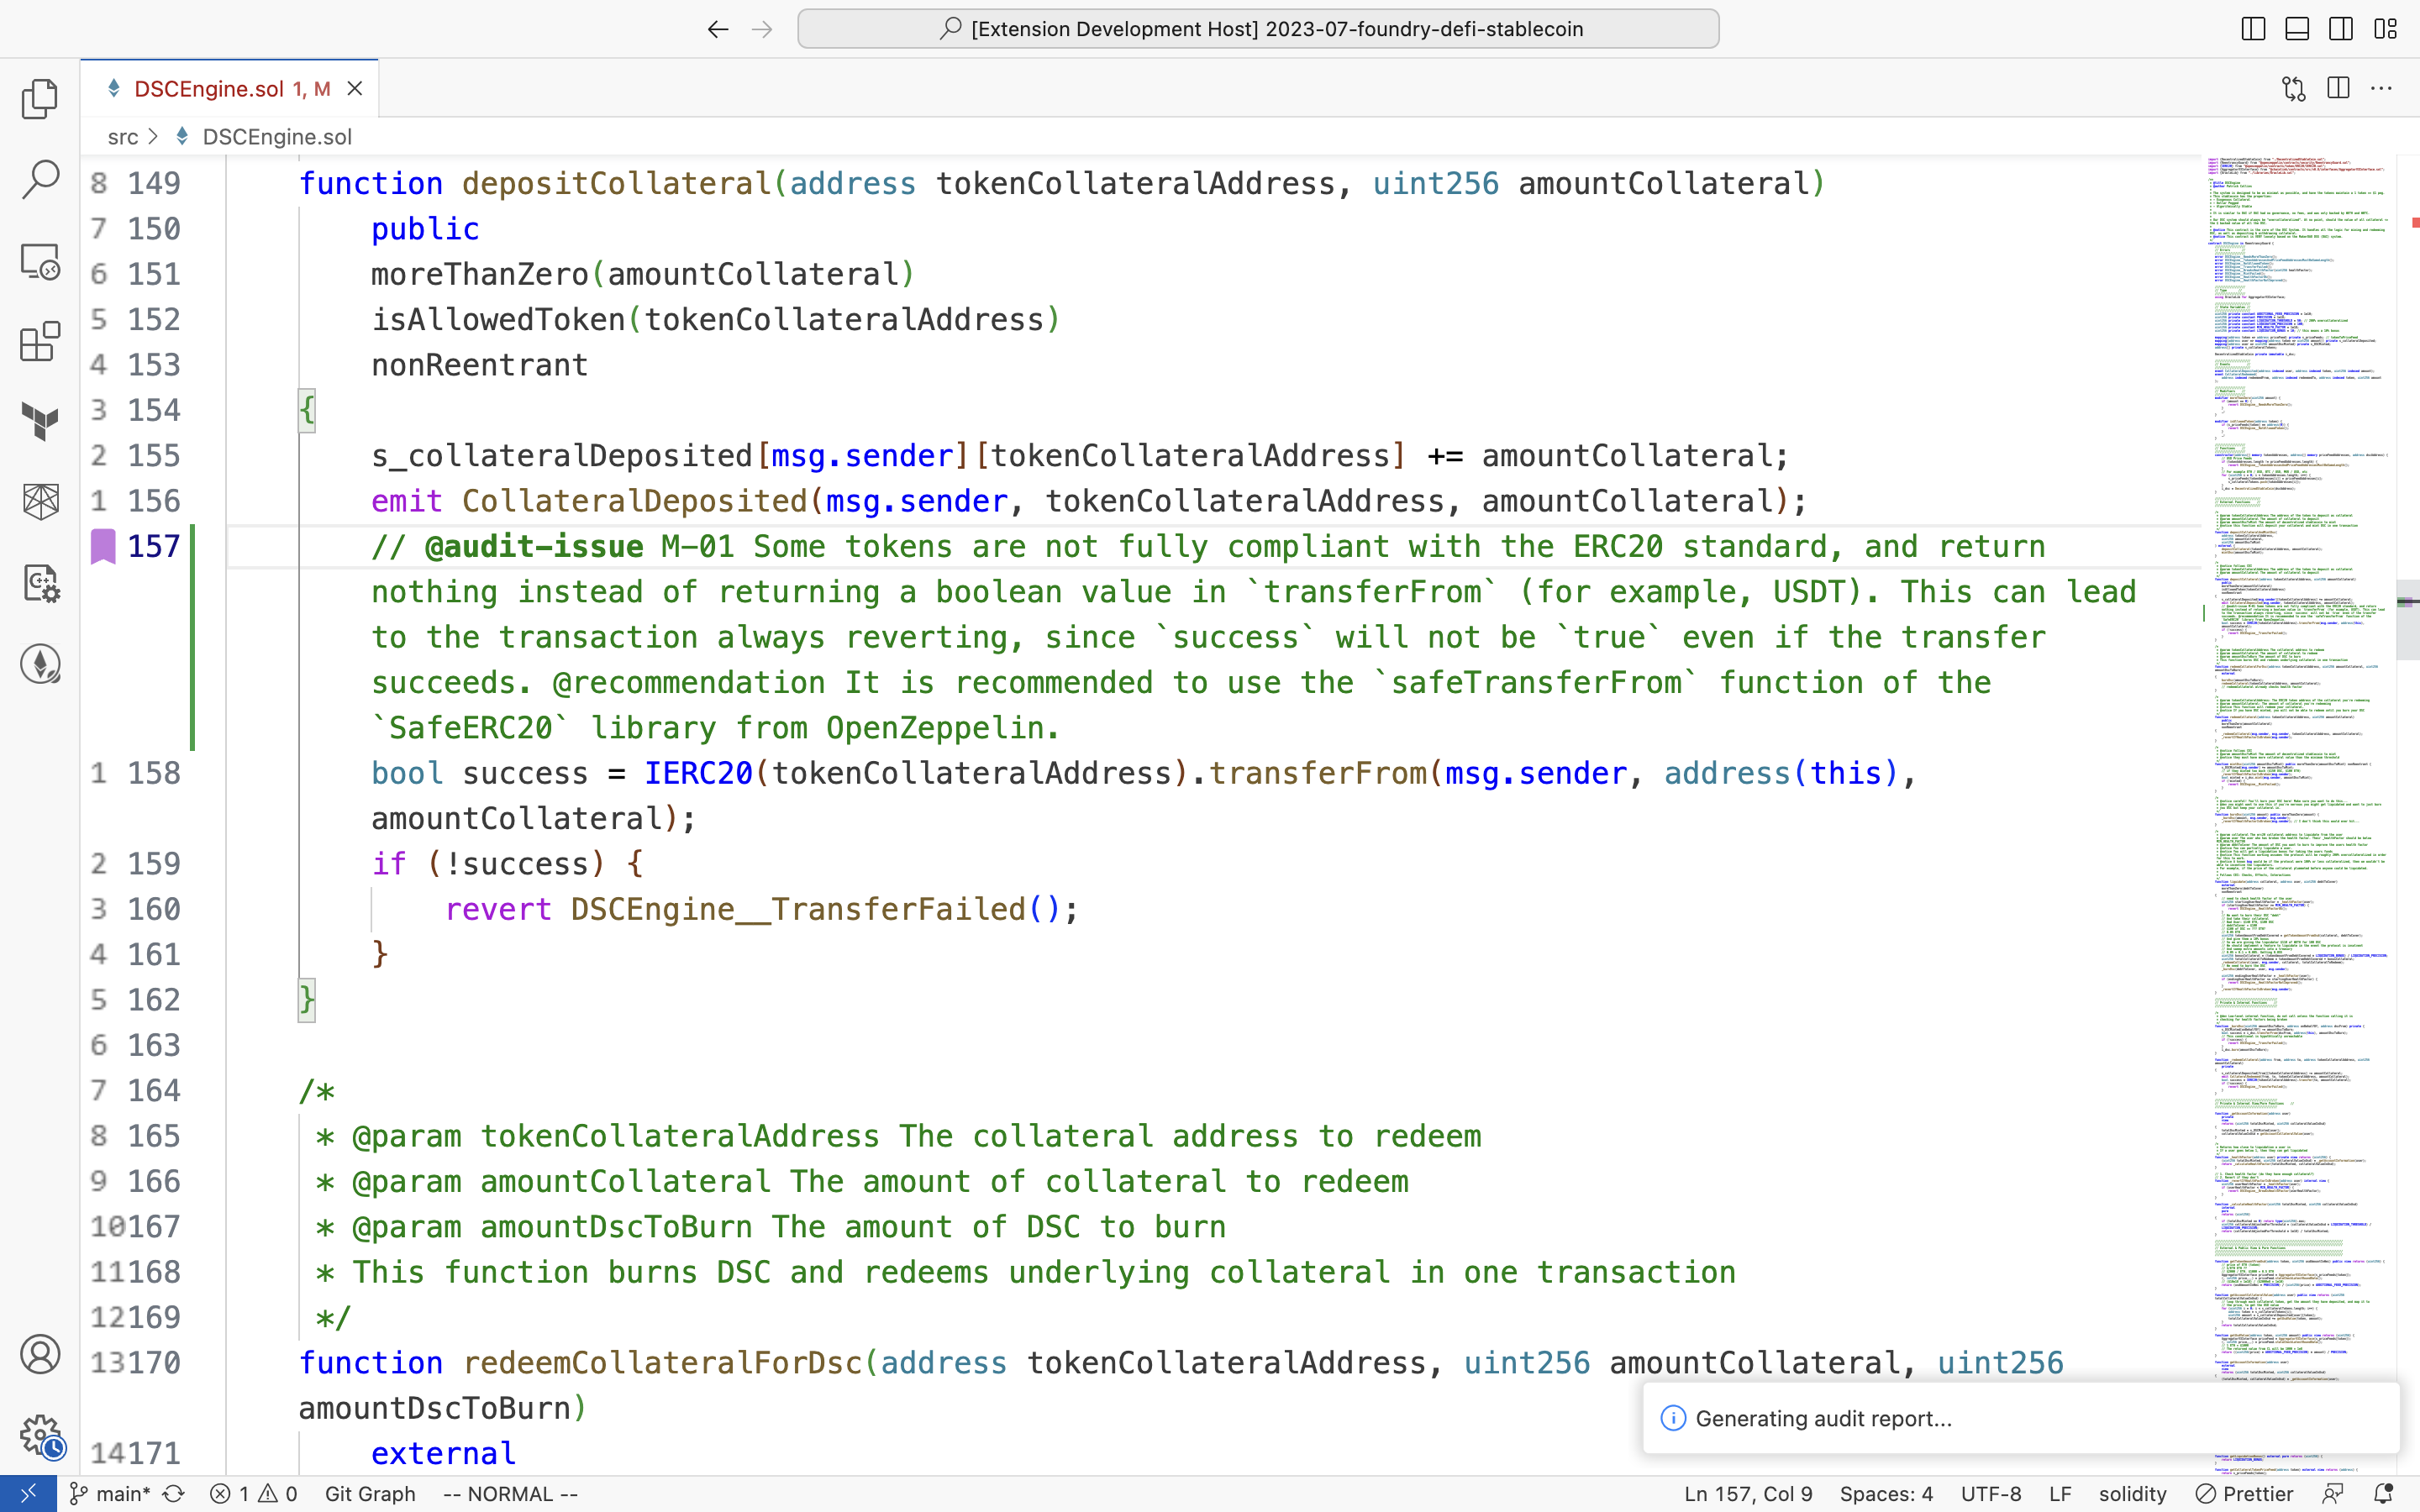 [Extension Development Host] 2023-07-foundry-defi-stablecoin
DSCEngine.sol 1, M
src > DSCEngine.sol
8 149 function depositCollateral(address tokenCollateralAddress, uint256 amountCollateral)
7 150 public
6 151 moreThanZero(amountCollateral)
5 152 isAllowedToken(tokenCollateralAddress)
4 153 nonReentrant
3 154 {
2 155 s_collateralDeposited[msg.sender][tokenCollateralAddress] += amountCollateral;
1 156 emit CollateralDeposited(msg.sender, tokenCollateralAddress, amountCollateral);
157 // @audit-issue M-01 Some tokens are not fully compliant with the ERC20 standard, and return
nothing instead of returning a boolean value in `transferFrom` (for example, USDT). This can lead
to the transaction always reverting, since `success` will not be `true` even if the transfer
succeeds. @recommendation It is recommended to use the `safeTransferFrom` function of the
`SafeERC20` library from OpenZeppelin.
1 158 bool success = IERC20(tokenCollateralAddress).transferFrom(msg.sender, address(this),
amountCollateral);
2 159 if (!success) {
3 160 revert DSCEngine__TransferFailed();
4 161 }
5 162 }
6 163
7 164 /*
8 165 * @param tokenCollateralAddress The collateral address to redeem
9 166 * @param amountCollateral The amount of collateral to redeem
10 167 * @param amountDscToBurn The amount of DSC to burn
11 168 * This function burns DSC and redeems underlying collateral in one transaction
12 169 */
13 170 function redeemCollateralForDsc(address tokenCollateralAddress, uint256 amountCollateral, uint256
amountDscToBurn)
14 171 external
Generating audit report...
main* 1 0 Git Graph -- NORMAL -- Ln 157, Col 9 Spaces: 4 UTF-8 LF solidity Prettier